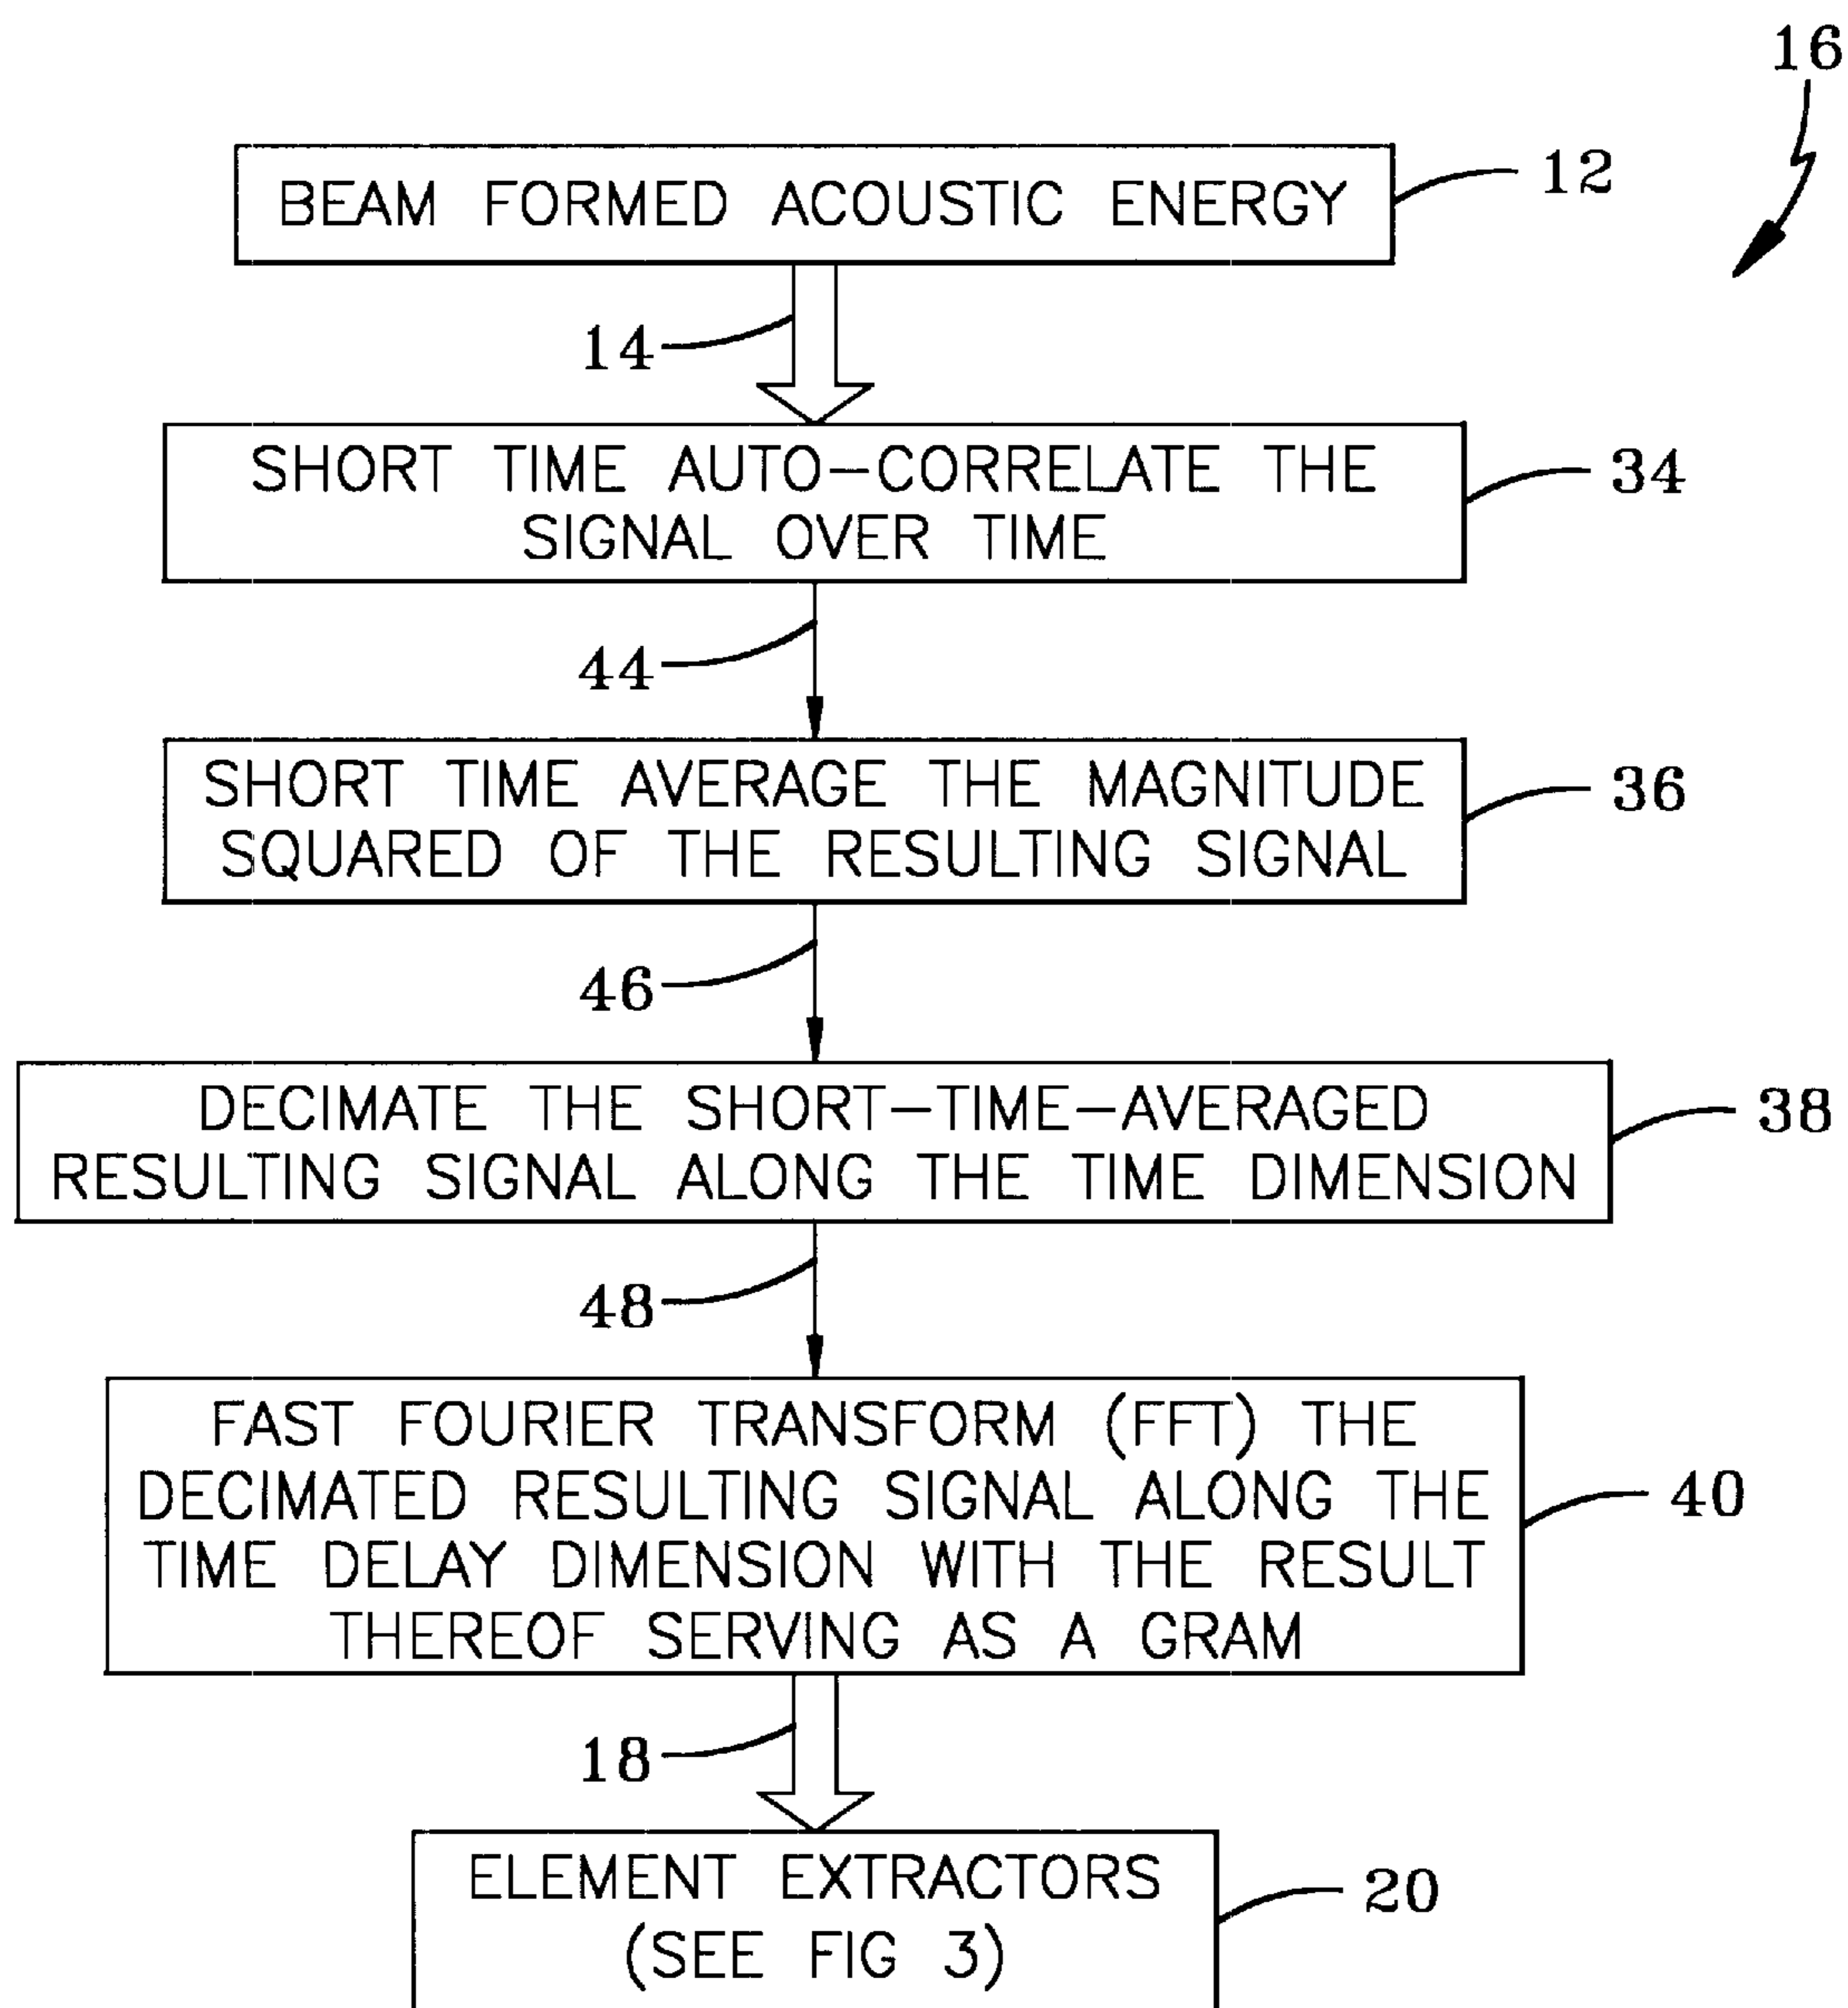 16
BEAM FORMED ACOUSTIC ENERGY
12
14
SHORT TIME AUTO-CORRELATE THE
SIGNAL OVER TIME
34
44
SHORT TIME AVERAGE THE MAGNITUDE
SQUARED OF THE RESULTING SIGNAL
36
46
DECIMATE THE SHORT-TIME-AVERAGED
RESULTING SIGNAL ALONG THE TIME DIMENSION
38
48
FAST FOURIER TRANSFORM (FFT) THE
DECIMATED RESULTING SIGNAL ALONG THE
TIME DELAY DIMENSION WITH THE RESULT
THEREOF SERVING AS A GRAM
40
18
ELEMENT EXTRACTORS
(SEE FIG 3)
20